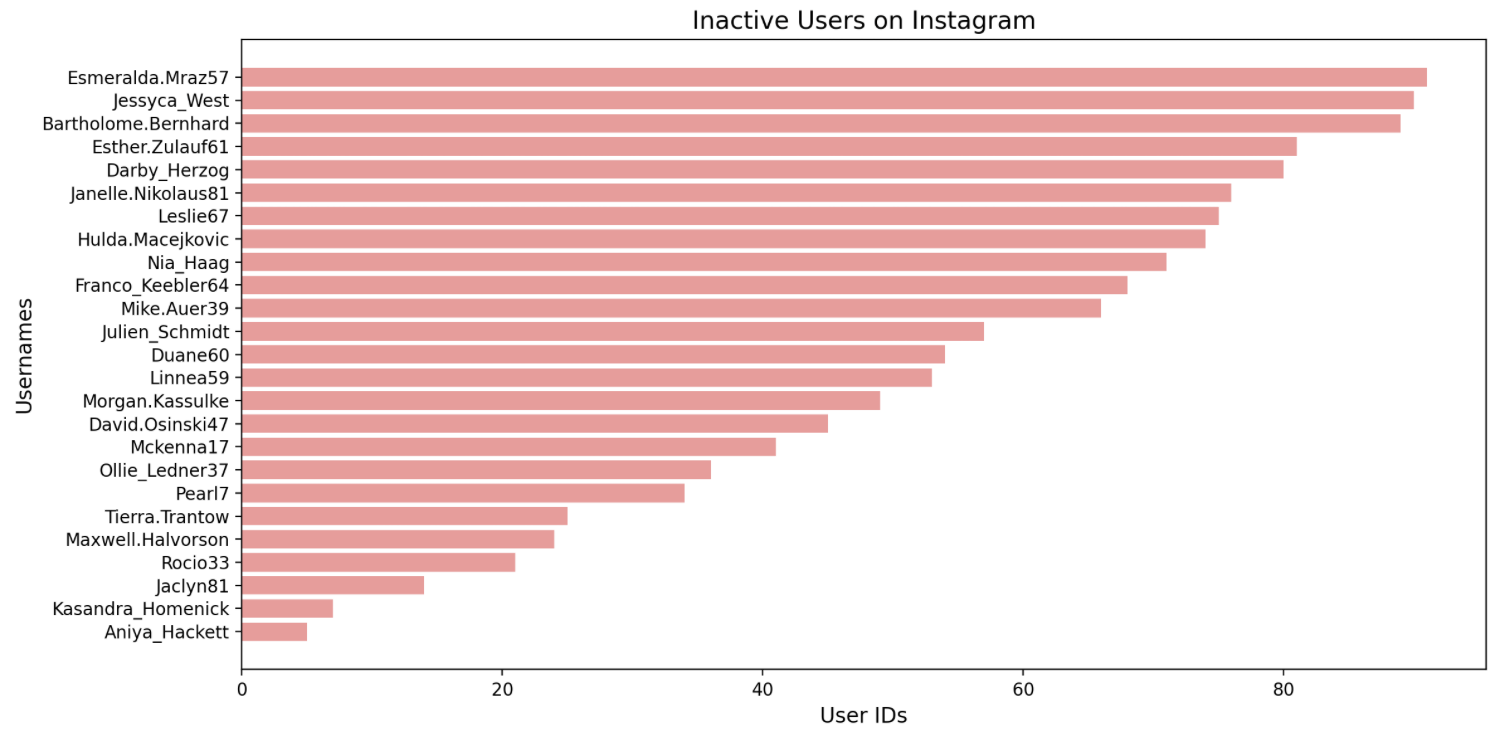 Inactive Users on Instagram
Usernames
Esmeralda.Mraz57
Jessyca_West
Bartholome.Bernhard
Esther.Zulauf61
Darby_Herzog
Janelle.Nikolaus81
Leslie67
Hulda.Macejkovic
Nia_Haag
Franco_Keebler64
Mike.Auer39
Julien_Schmidt
Duane60
Linnea59
Morgan.Kassulke
David.Osinski47
Mckenna17
Ollie_Ledner37
Pearl7
Tierra.Trantow
Maxwell.Halvorson
Rocio33
Jaclyn81
Kasandra_Homenick
Aniya_Hackett
0 20 40 60 80
User IDs